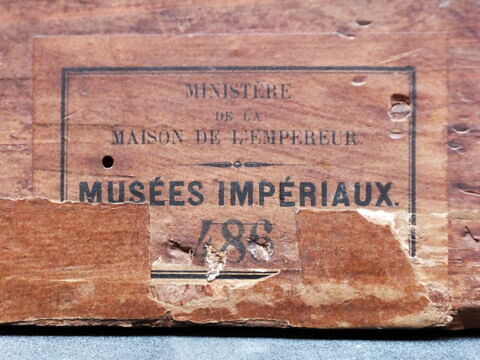 MINISTÈRE
DE LA
MAISON DE L'EMPEREUR.
MUSÉES IMPÉRIAUX.
486